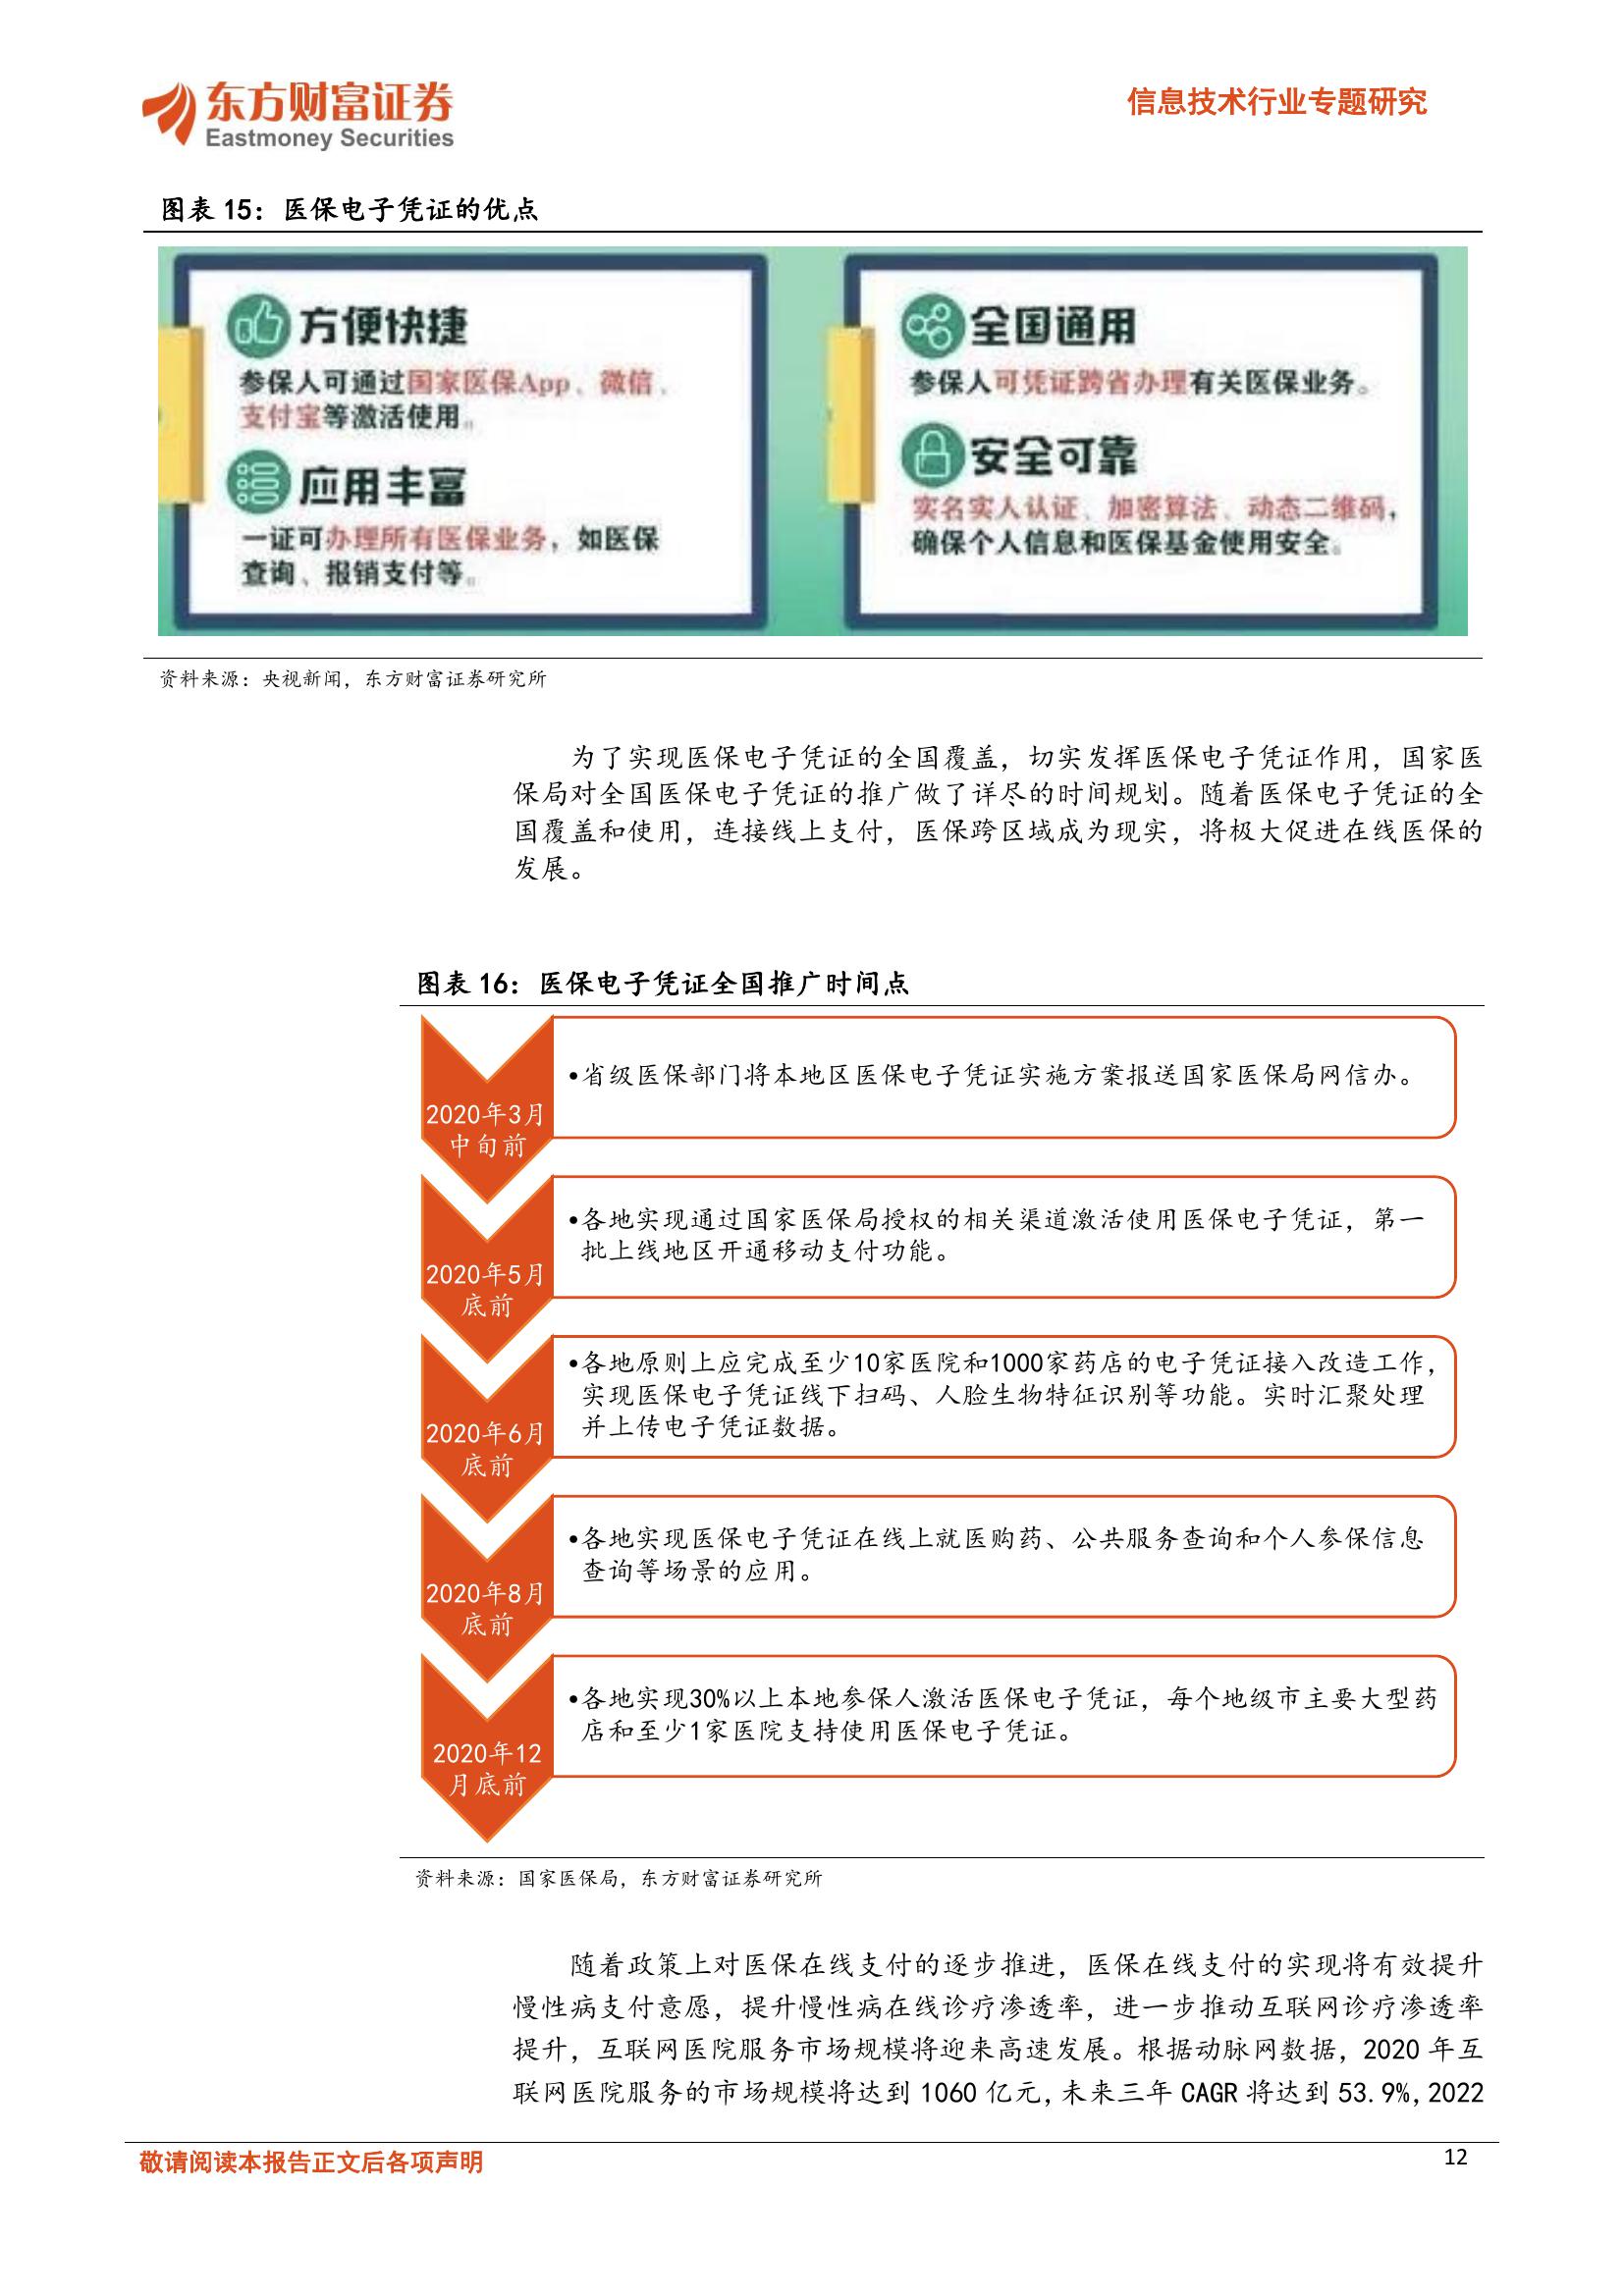 东方财富证券
Eastmoney Securities
信息技术行业专题研究
图表 15：医保电子凭证的优点
方便快捷
参保人可通过国家医保App、微信、
支付宝等激活使用。
应用丰富
一证可办理所有医保业务，如医保
查询、报销支付等。
全国通用
参保人可凭证跨省办理有关医保业务。
安全可靠
实名实人认证、加密算法、动态二维码，
确保个人信息和医保基金使用安全。
资料来源：央视新闻，东方财富证券研究所
为了实现医保电子凭证的全国覆盖，切实发挥医保电子凭证作用，国家医
保局对全国医保电子凭证的推广做了详尽的时间规划。随着医保电子凭证的全
国覆盖和使用，连接线上支付，医保跨区域成为现实，将极大促进在线医保的
发展。
图表 16：医保电子凭证全国推广时间点
2020年3月
中旬前
•省级医保部门将本地区医保电子凭证实施方案报送国家医保局网信办。
2020年5月
底前
•各地实现通过国家医保局授权的相关渠道激活使用医保电子凭证，第一
批上线地区开通移动支付功能。
2020年6月
底前
•各地原则上应完成至少10家医院和1000家药店的电子凭证接入改造工作，
实现医保电子凭证线下扫码、人脸生物特征识别等功能。实时汇聚处理
并上传电子凭证数据。
2020年8月
底前
•各地实现医保电子凭证在线上就医购药、公共服务查询和个人参保信息
查询等场景的应用。
2020年12
月底前
•各地实现30%以上本地参保人激活医保电子凭证，每个地级市主要大型药
店和至少1家医院支持使用医保电子凭证。
资料来源：国家医保局，东方财富证券研究所
随着政策上对医保在线支付的逐步推进，医保在线支付的实现将有效提升
慢性病支付意愿，提升慢性病在线诊疗渗透率，进一步推动互联网诊疗渗透率
提升，互联网医院服务市场规模将迎来高速发展。根据动脉网数据，2020 年互
联网医院服务的市场规模将达到 1060 亿元，未来三年 CAGR 将达到 53.9%，2022
敬请阅读本报告正文后各项声明
12